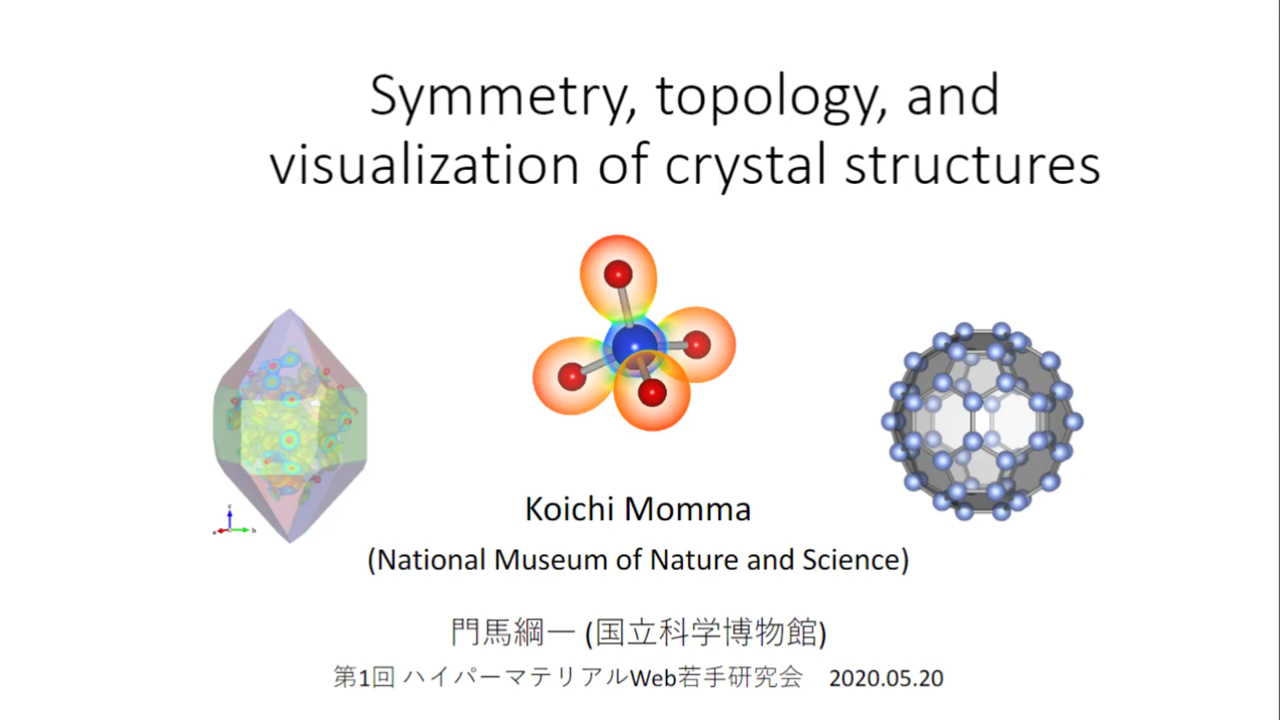 Symmetry, topology, and
visualization of crystal structures
c
a
b
Koichi Momma
(National Museum of Nature and Science)
門馬綱一 (国立科学博物館)
第1回 ハイパーマテリアルWeb若手研究会 2020.05.20